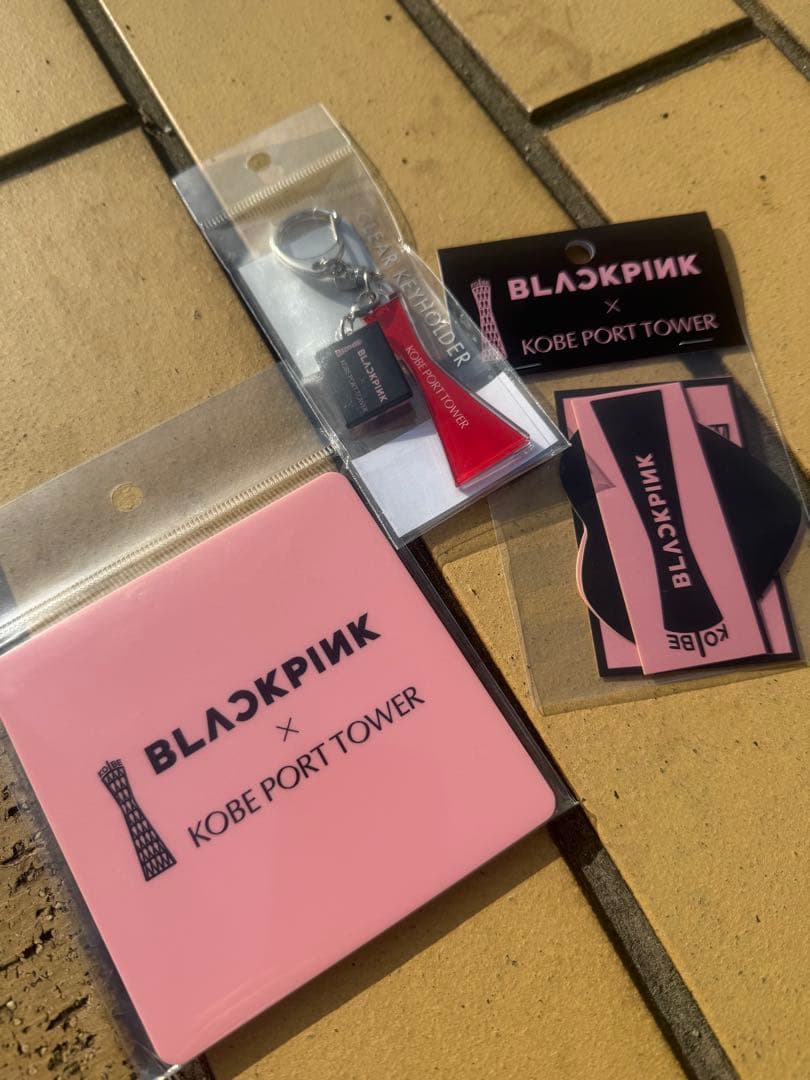 CLEAR KEYHOLDER
BLACKPINK
×
KOBE PORT TOWER
KOBE PORT TOWER
BLACKPINK
×
KOBE PORT TOWER
BLACKPINK
KOBE
KOBE
BLACKPINK
×
KOBE PORT TOWER